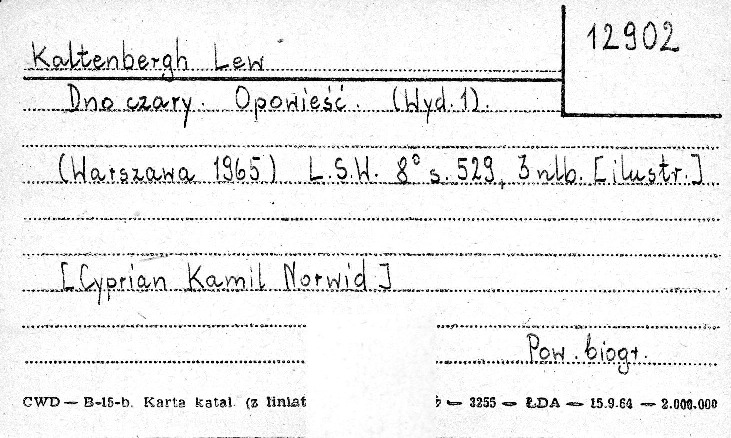 12902
Kaltenbergh Lew
Dno czary. Opowieść. (Wyd.1).
(Warszawa 1965) L.S.W. 8° s. 529, 3 nlb. [ilustr.]
[Cyprian Kamil Norwid]
Pow. biogr.
CWD — B-15-b. Karta katal. (z liniat — 3255 — ŁDA — 15.9.64 — 2.000.000